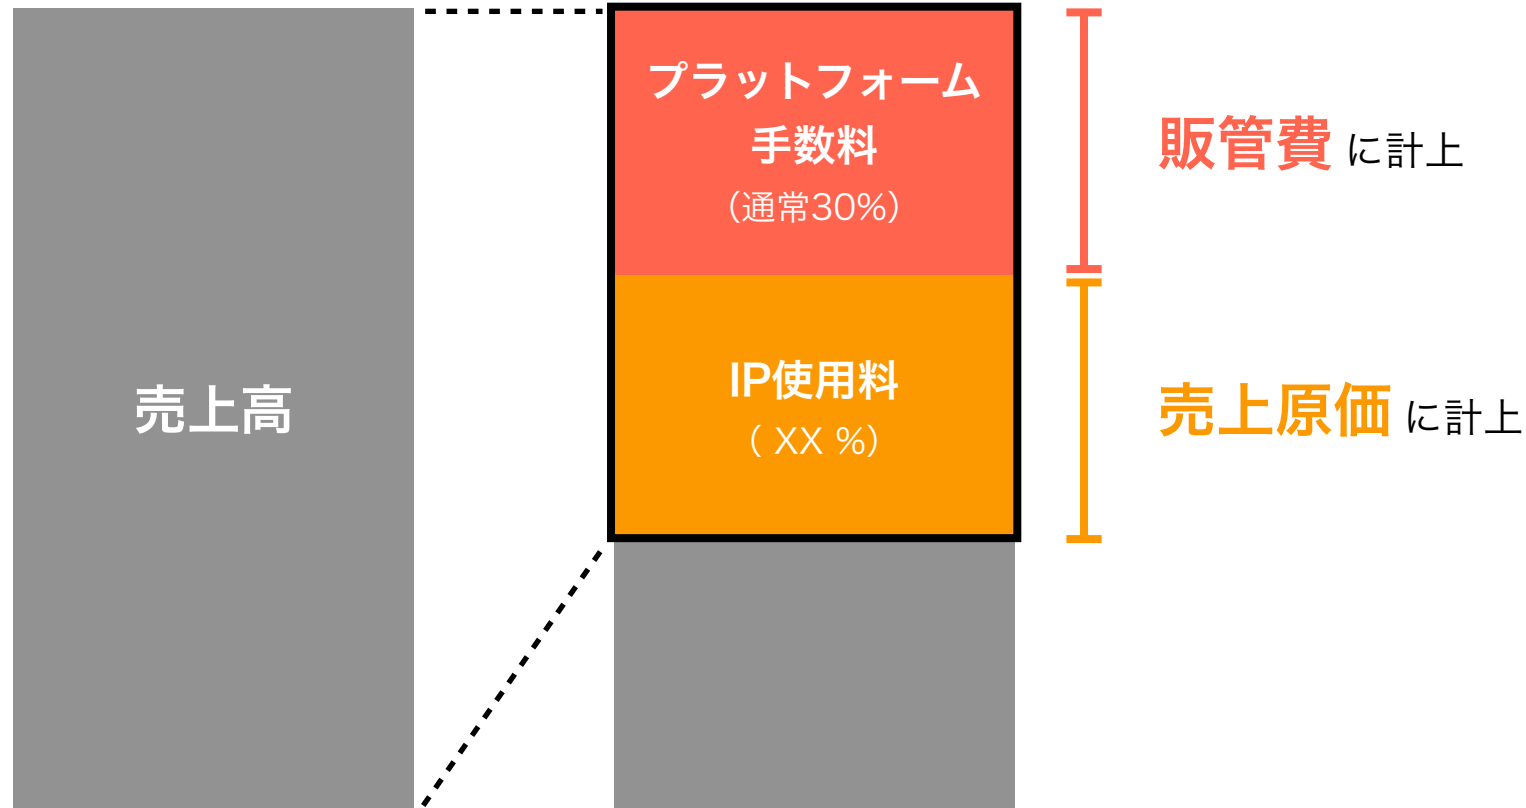 売上高
プラットフォーム
手数料
（通常30%）
IP使用料
（ XX %）
販管費 に計上
売上原価 に計上